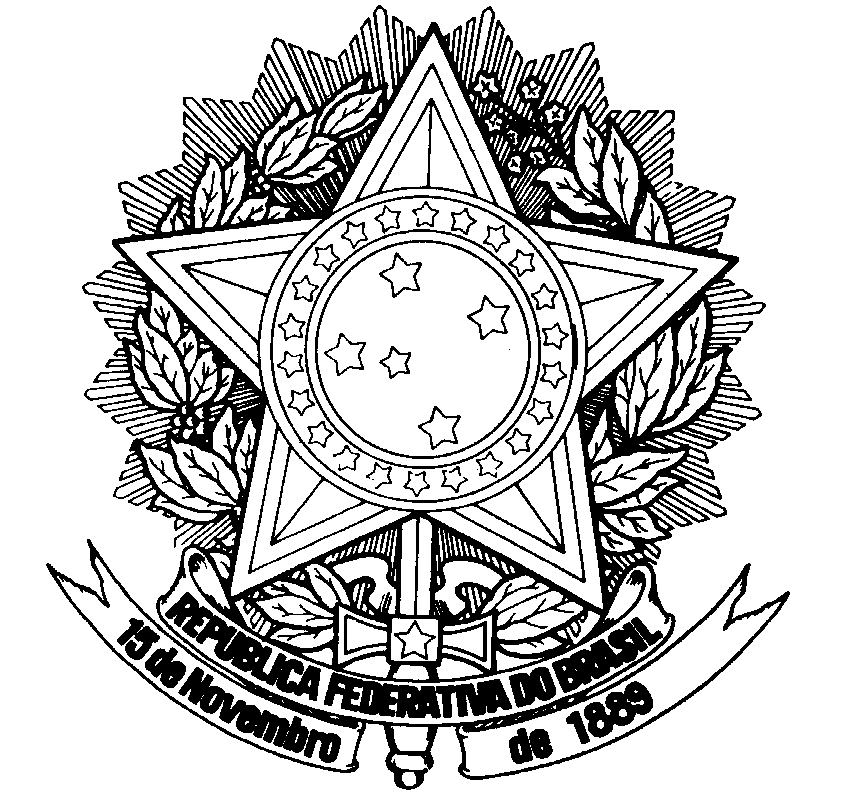 REPUBLICA FEDERATIVA DO BRASIL
15 de Novembro de 1889